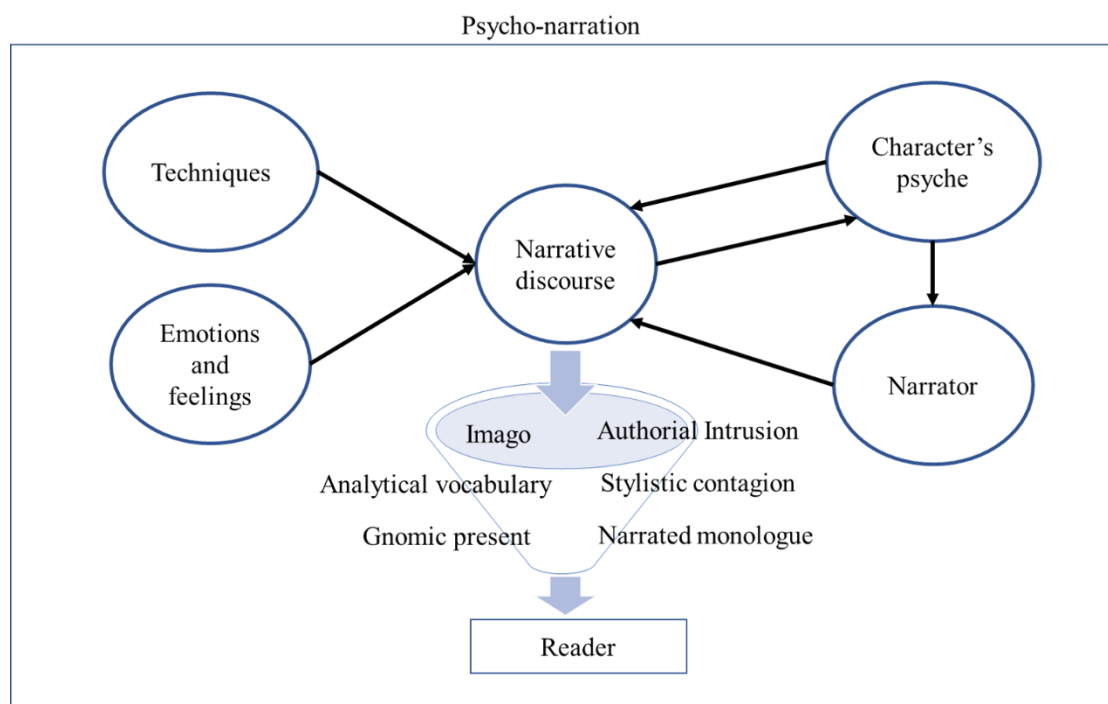 Psycho-narration
Techniques
Character’s
psyche
Narrative
discourse
Emotions
and
feelings
Narrator
Imago
Authorial Intrusion
Analytical vocabulary
Stylistic contagion
Gnomic present
Narrated monologue
Reader